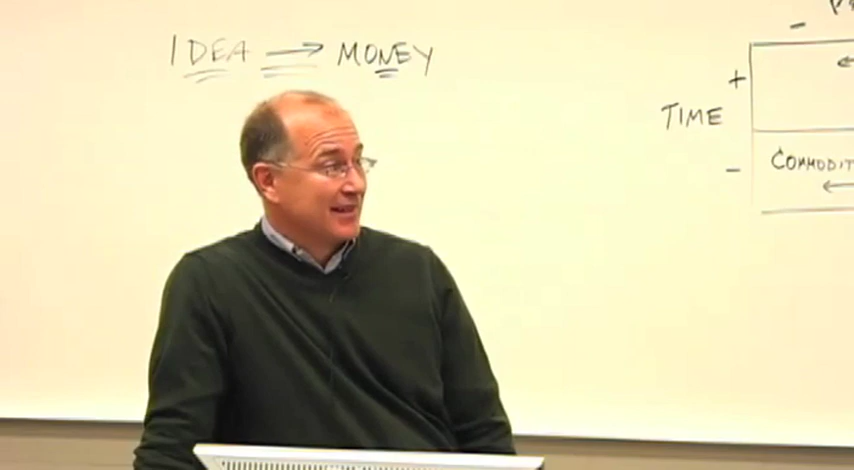 IDEA → MONEY
-
+
TIME
-
COMMODIT